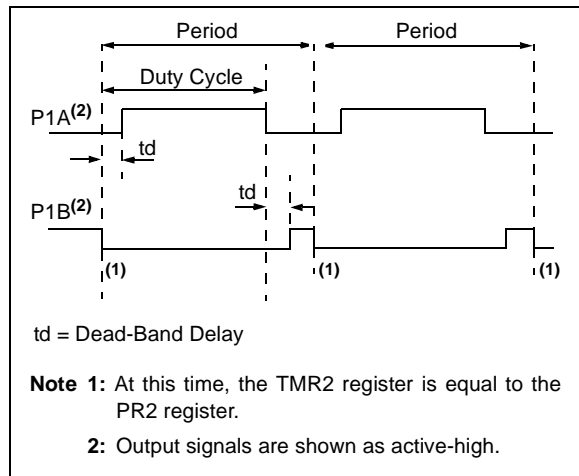 Period Period
Duty Cycle
P1A(2)
td
td
P1B(2)
(1) (1) (1)
td = Dead-Band Delay
Note 1: At this time, the TMR2 register is equal to the
PR2 register.
2: Output signals are shown as active-high.